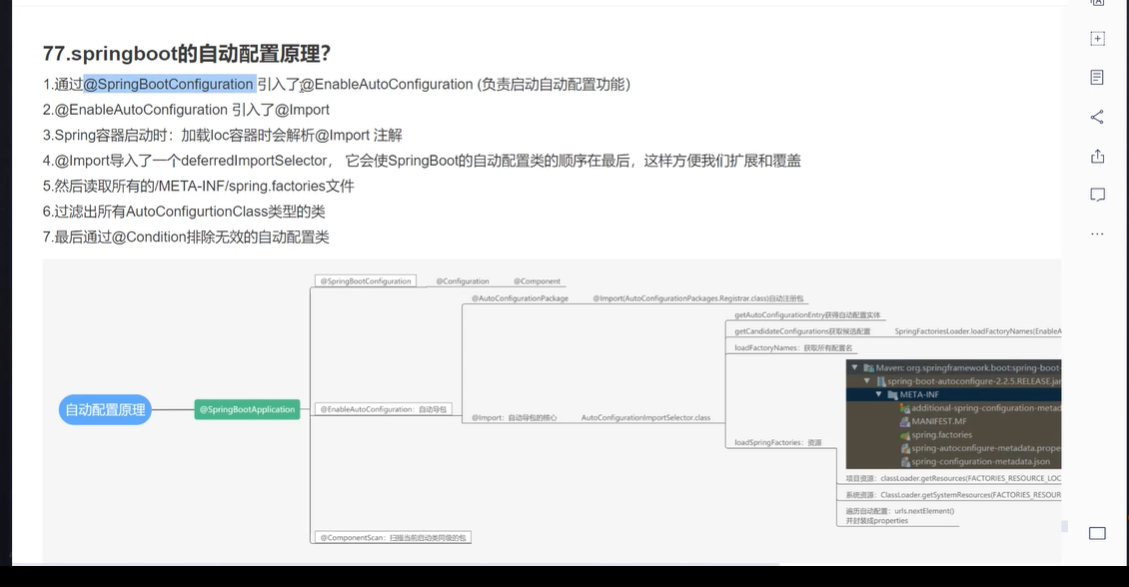 77.springboot的自动配置原理？
1.通过@SpringBootConfiguration 引入了@EnableAutoConfiguration (负责启动自动配置功能）
2.@EnableAutoConfiguration 引入了@Import
3.Spring容器启动时：加载Ioc容器时会解析@Import 注解
4.@Import导入了一个deferredImportSelector， 它会使SpringBoot的自动配置类的顺序在最后，这样方便我们扩展和覆盖
5.然后读取所有的/META-INF/spring.factories文件
6.过滤出所有AutoConfigurtionClass类型的类
7.最后通过@Condition排除无效的自动配置类
@SpringBootConfiguration @Configuration @Component
@AutoConfigurationPackage @Import(AutoConfigurationPackages.Registrar.class)自动注册包
getAutoConfigurationEntry获得自动配置实体
getCandidateConfigurations获取候选配置 SpringFactoriesLoader.loadFactoryNames(EnableA
loadFactoryNames：获取所有配置名
Maven: org.springframework.boot:spring-boot-
spring-boot-autoconfigure-2.2.5.RELEASE.jar
META-INF
additional-spring-configuration-metad
MANIFEST.MF
spring.factories
spring-autoconfigure-metadata.prope
spring-configuration-metadata.json
自动配置原理 @SpringBootApplication @EnableAutoConfiguration：自动导包
@Import：自动导包的核心 AutoConfigurationImportSelector.class
loadSpringFactories：资源
项目资源：classLoader.getResources(FACTORIES_RESOURCE_LOC
系统资源：ClassLoader.getSystemResources(FACTORIES_RESOUR
遍历自动配置：urls.nextElement()
并封装成properties
@ComponentScan：扫描当前启动类同级的包